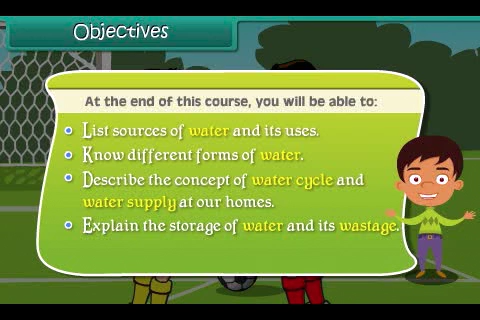 Objectives
At the end of this course, you will be able to:
List sources of water and its uses.
Know different forms of water.
Describe the concept of water cycle and
water supply at our homes.
Explain the storage of water and its wastage.